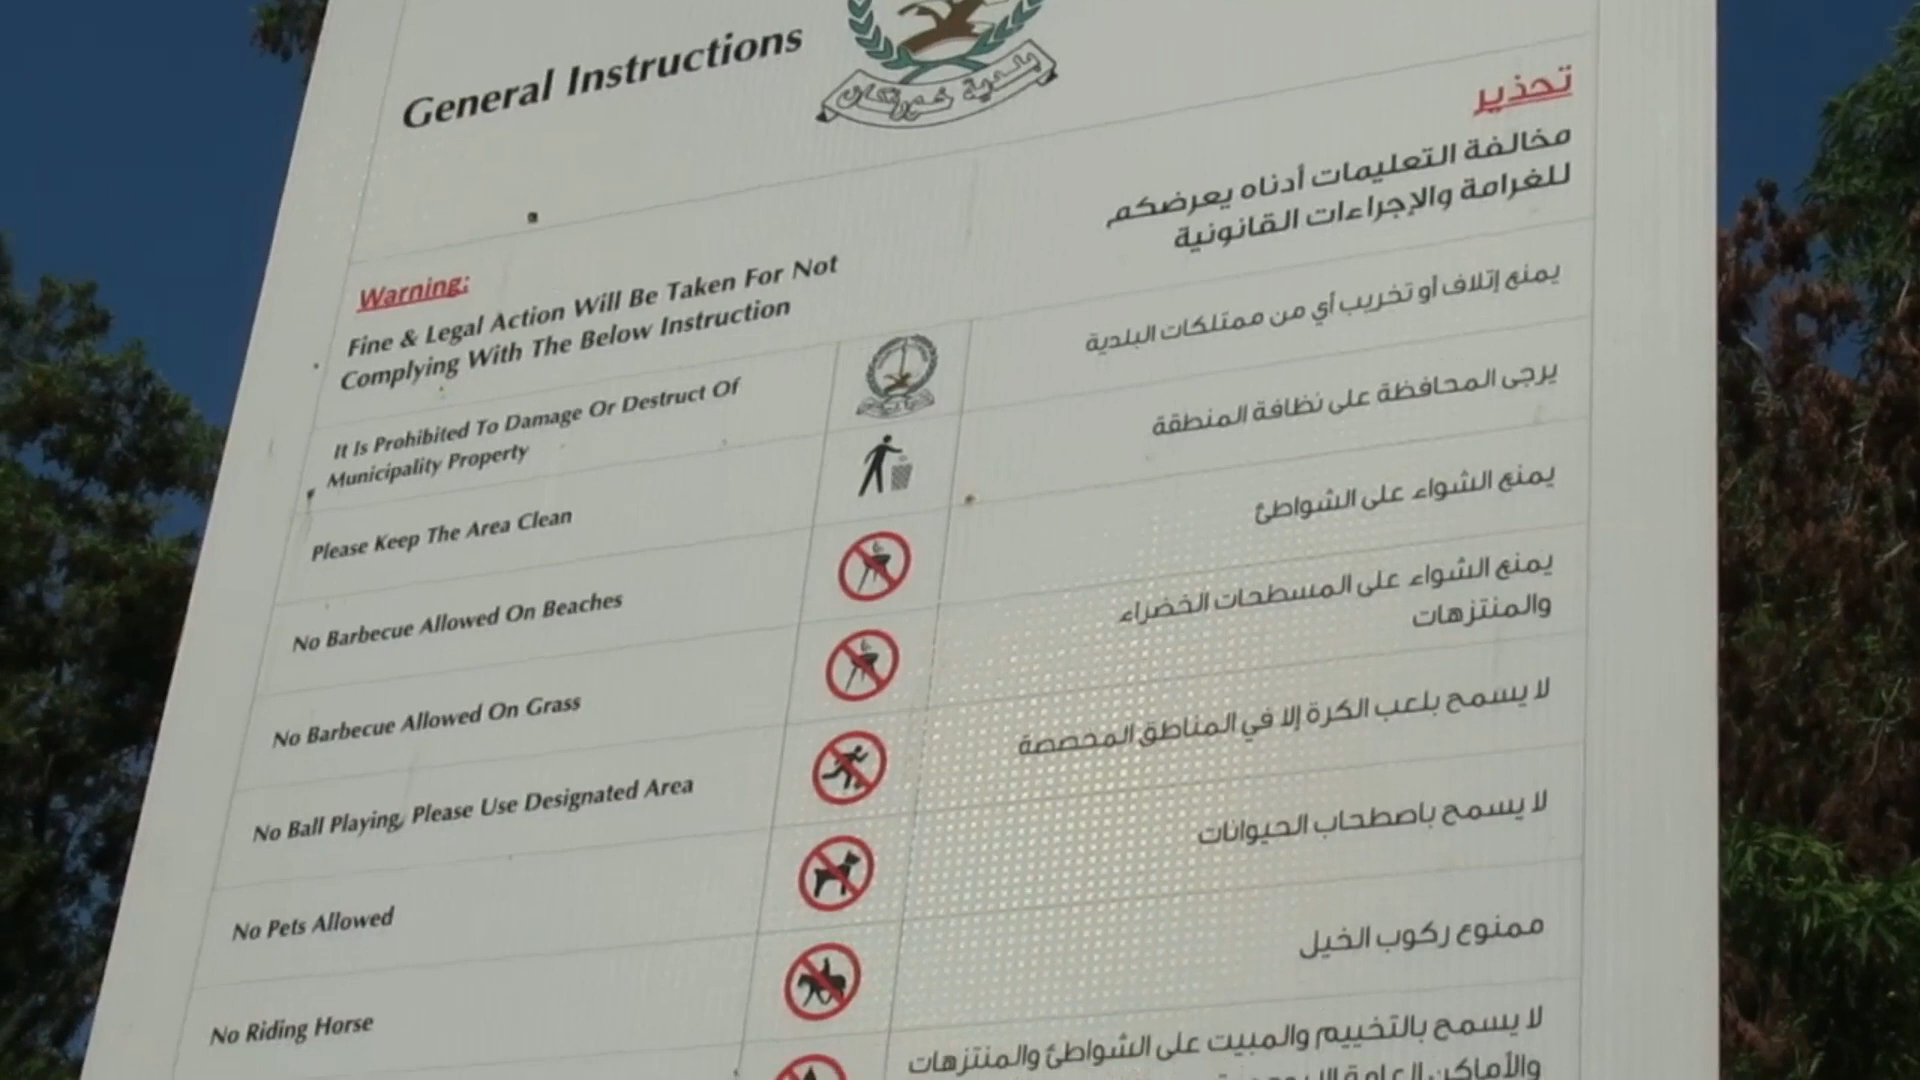 General Instructions
بلدية خورفكان
Warning:
Fine & Legal Action Will Be Taken For Not
Complying With The Below Instruction
تحذير
مخالفة التعليمات أدناه يعرضكم
للغرامة والإجراءات القانونية
It Is Prohibited To Damage Or Destruct Of
Municipality Property
يمنع إتلاف أو تخريب أي من ممتلكات البلدية
Please Keep The Area Clean
يرجى المحافظة على نظافة المنطقة
No Barbecue Allowed On Beaches
يمنع الشواء على الشواطئ
No Barbecue Allowed On Grass
يمنع الشواء على المسطحات الخضراء
والمنتزهات
No Ball Playing, Please Use Designated Area
لا يسمح بلعب الكرة إلا في المناطق المخصصة
No Pets Allowed
لا يسمح باصطحاب الحيوانات
No Riding Horse
ممنوع ركوب الخيل
لا يسمح بالتخييم والمبيت على الشواطئ والمنتزهات
والأماكن العامة